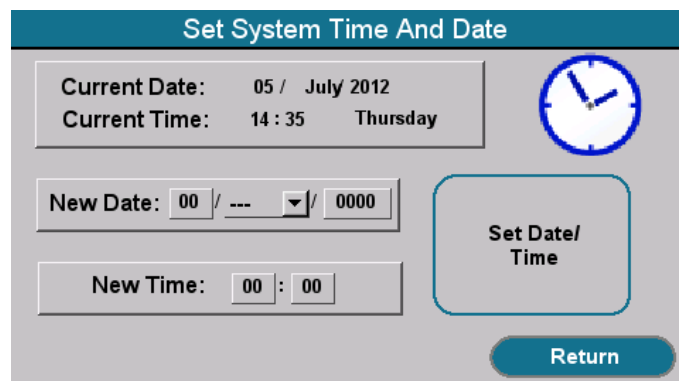 Set System Time And Date
Current Date: 05 / July/ 2012
Current Time: 14 : 35 Thursday
New Date: 00 / --- / 0000
Set Date/
Time
New Time: 00 : 00
Return